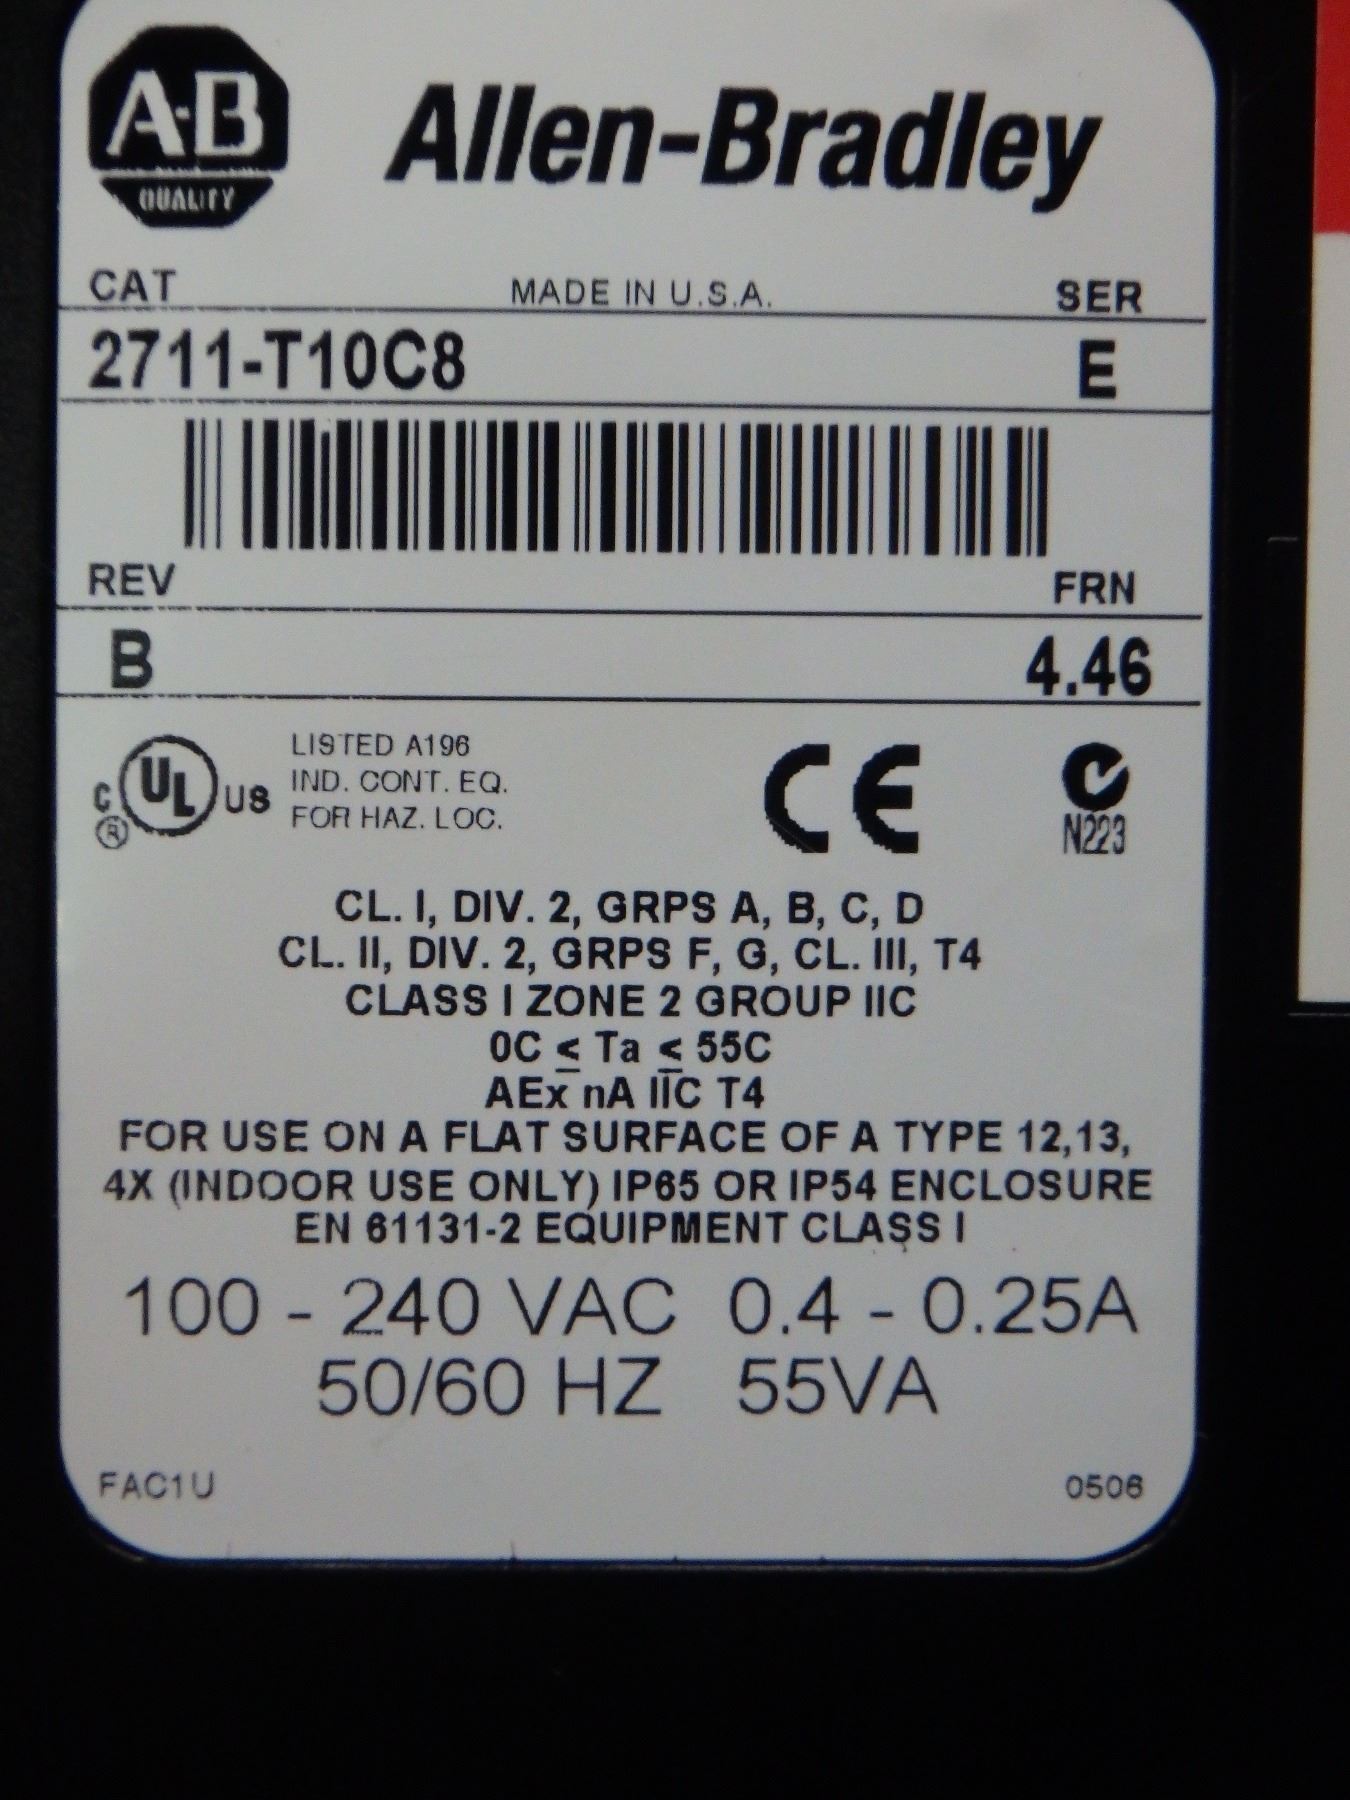 A-B
QUALITY
Allen-Bradley
CAT MADE IN U.S.A. SER
2711-T10C8 E
REV FRN
B 4.46
C UL US ®
LISTED A196
IND. CONT. EQ.
FOR HAZ. LOC.
CE
N223
CL. I, DIV. 2, GRPS A, B, C, D
CL. II, DIV. 2, GRPS F, G, CL. III, T4
CLASS I ZONE 2 GROUP IIC
0C ≤ Ta ≤ 55C
AEx nA IIC T4
FOR USE ON A FLAT SURFACE OF A TYPE 12,13,
4X (INDOOR USE ONLY) IP65 OR IP54 ENCLOSURE
EN 61131-2 EQUIPMENT CLASS I
100 - 240 VAC 0.4 - 0.25A
50/60 HZ 55VA
FAC1U 0506